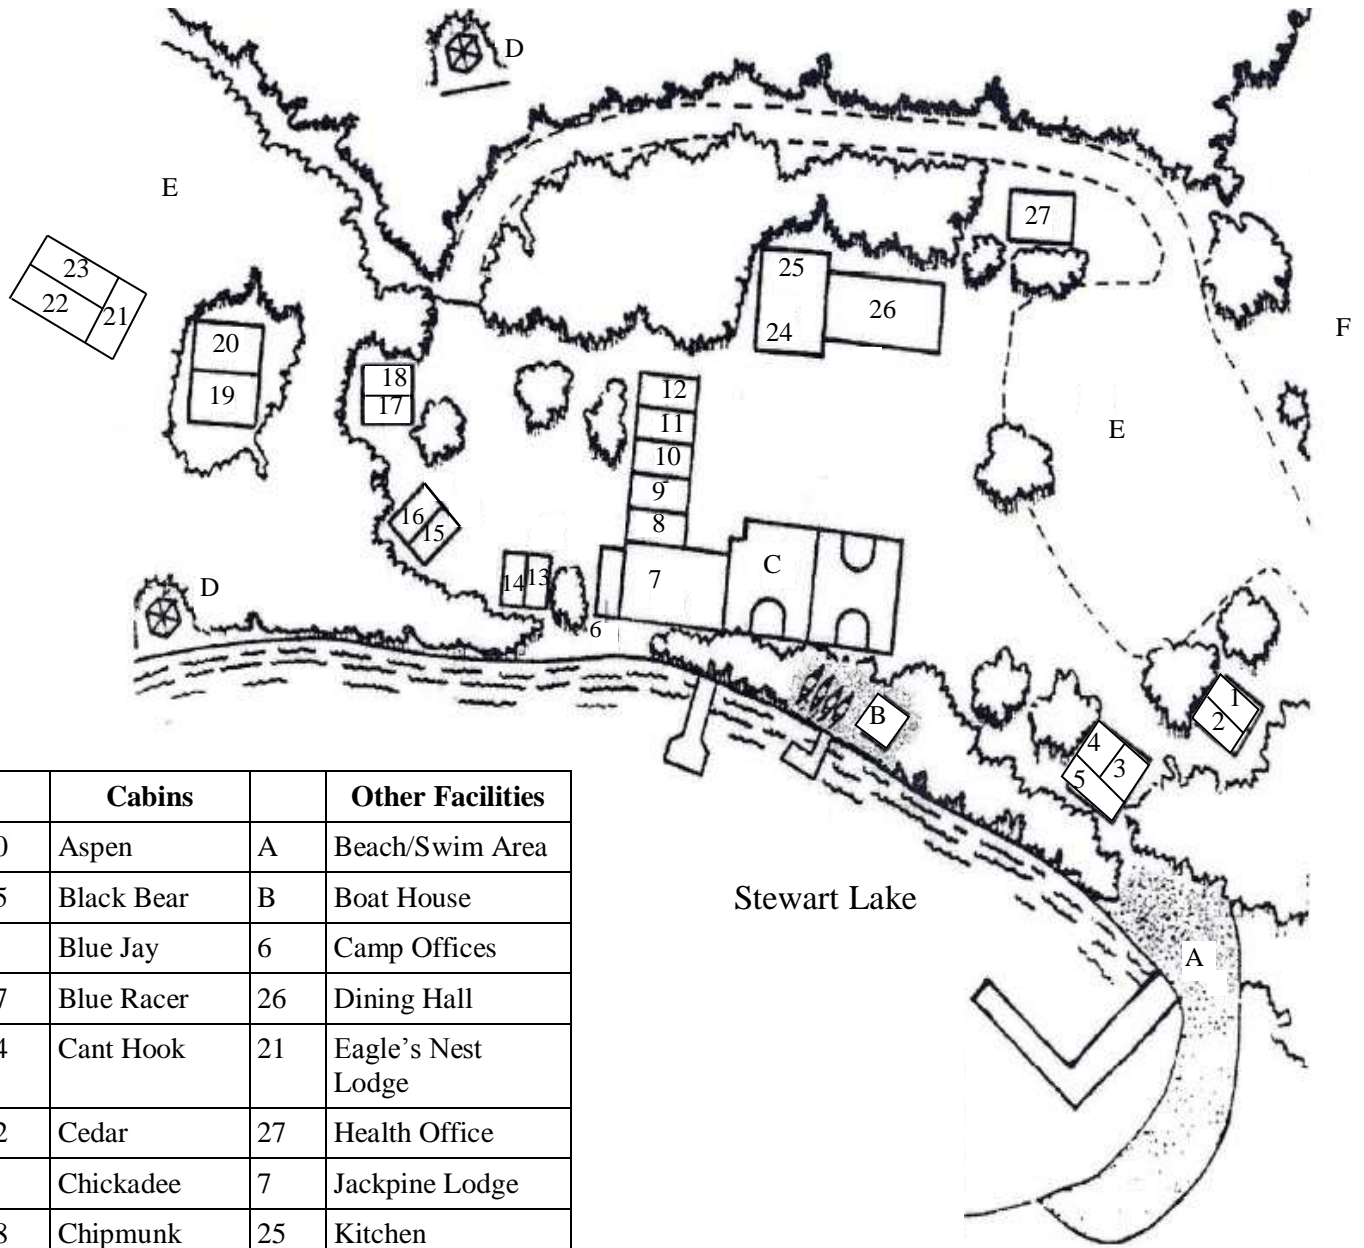 D
E
27
23
25
22
21
26
F
20
24
18
12
19
17
11
E
10
9
16
8
15
C
14 13
7
D
6
1
B
2
4
3
5
Cabins Other Facilities
0 Aspen A Beach/Swim Area
5 Black Bear B Boat House
Blue Jay 6 Camp Offices
7 Blue Racer 26 Dining Hall
4 Cant Hook 21 Eagle’s Nest
Lodge
2 Cedar 27 Health Office
Chickadee 7 Jackpine Lodge
8 Chipmunk 25 Kitchen
Stewart Lake
A